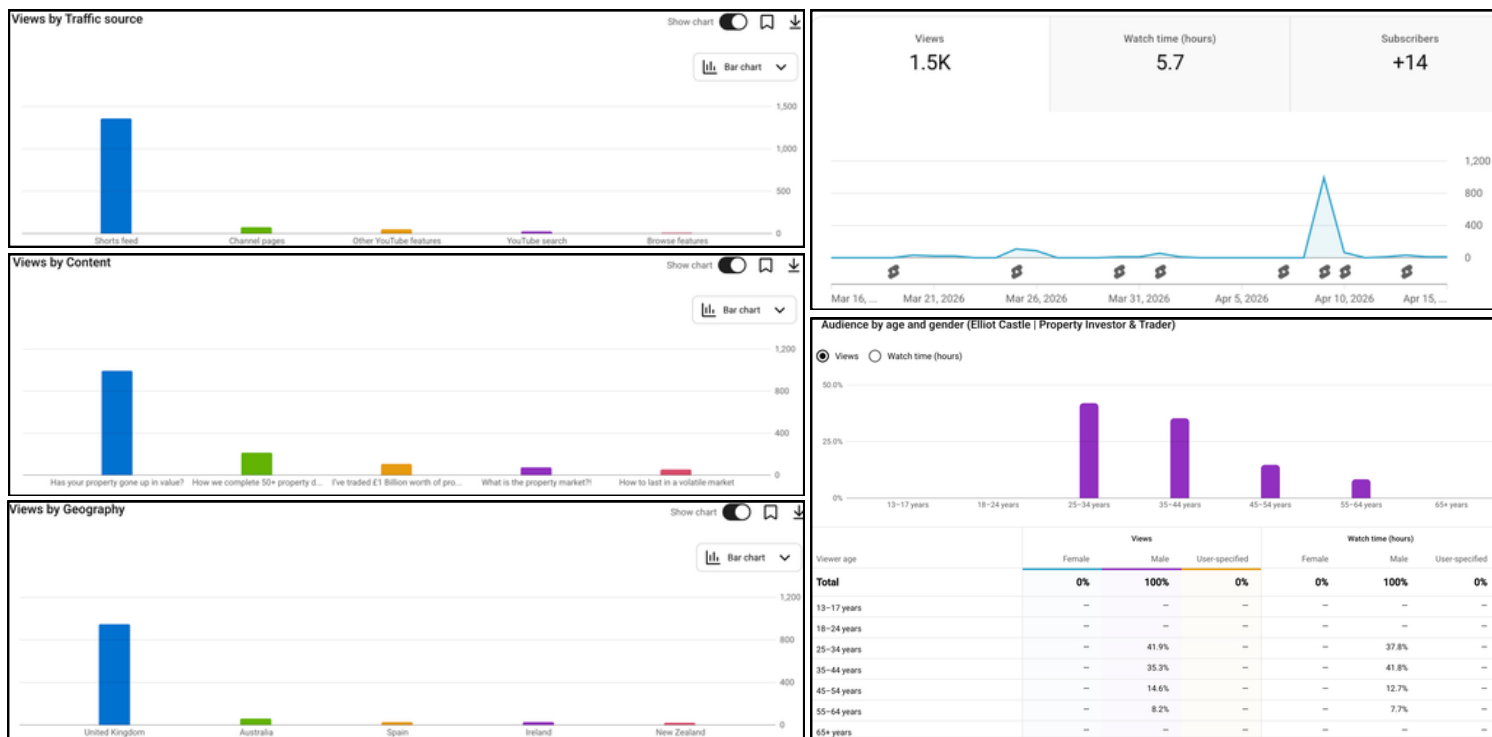 Views by Traffic source
Show chart
Bar chart
1,500
1,000
500
0
Shorts feed Channel pages Other YouTube features YouTube search Browse features
Views by Content
Show chart
Bar chart
1,200
800
400
0
Has your property gone up in value? How we complete 50+ property d... I've traded £1 Billion worth of pro... What is the property market?! How to last in a volatile market
Views by Geography
Show chart
Bar chart
1,200
800
400
0
United Kingdom Australia Spain Ireland New Zealand
Views Watch time (hours) Subscribers
1.5K 5.7 +14
1,200
800
400
0
Mar 16, ... Mar 21, 2026 Mar 26, 2026 Mar 31, 2026 Apr 5, 2026 Apr 10, 2026 Apr 15, ...
Audience by age and gender (Elliot Castle | Property Investor & Trader)
Views Watch time (hours)
50.0%
25.0%
0%
13–17 years 18–24 years 25–34 years 35–44 years 45–54 years 55–64 years 65+ years
Views Watch time (hours)
Viewer age Female Male User-specified Female Male User-specified
Total 0% 100% 0% 0% 100% 0%
13–17 years – – – – – –
18–24 years – – – – – –
25–34 years – 41.9% – – 37.8% –
35–44 years – 35.3% – – 41.8% –
45–54 years – 14.6% – – 12.7% –
55–64 years – 8.2% – – 7.7% –
65+ years – – – – – –